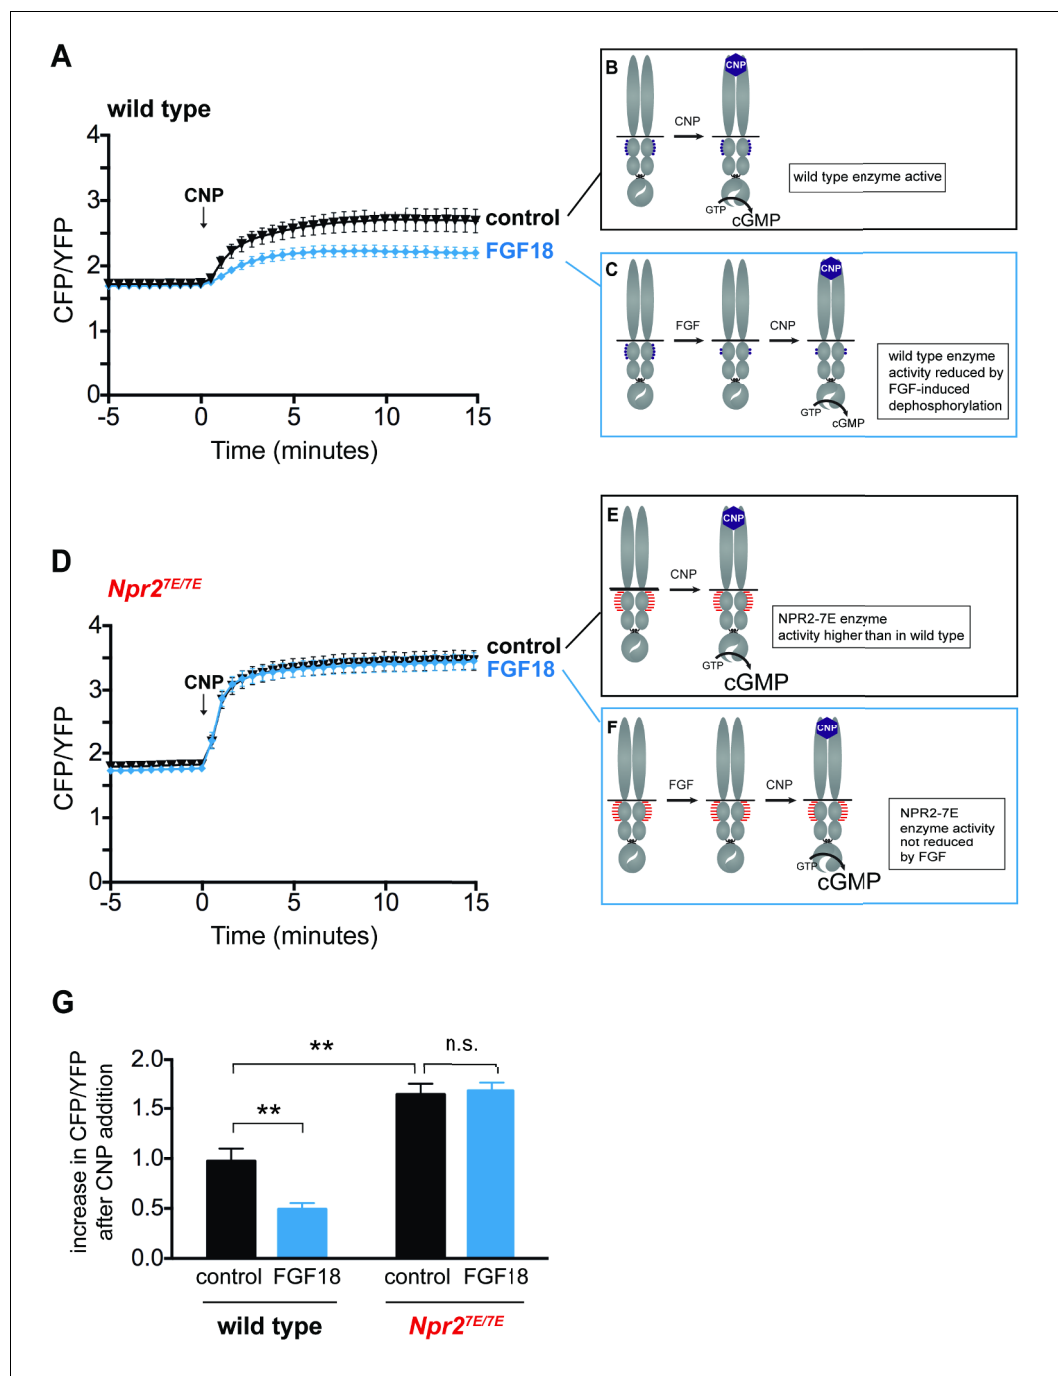 A
wild type
4
3
2
1
0
CFP/YFP
CNP
control
FGF18
-5
0
5
10
15
Time (minutes)
B
CNP
CNP
GTP
cGMP
wild type enzyme active
C
FGF
CNP
CNP
GTP
cGMP
wild type enzyme
activity reduced by
FGF-induced
dephosphorylation
D
Npr2 7E/7E
4
3
2
1
0
CFP/YFP
CNP
control
FGF18
-5
0
5
10
15
Time (minutes)
E
CNP
CNP
GTP
cGMP
NPR2-7E enzyme
activity higher than in wild type
F
FGF
CNP
CNP
GTP
cGMP
NPR2-7E
enzyme activity
not reduced
by FGF
G
increase in CFP/YFP
after CNP addition
2.0
1.5
1.0
0.5
0.0
**
**
n.s.
control FGF18
control FGF18
wild type
Npr2 7E/7E